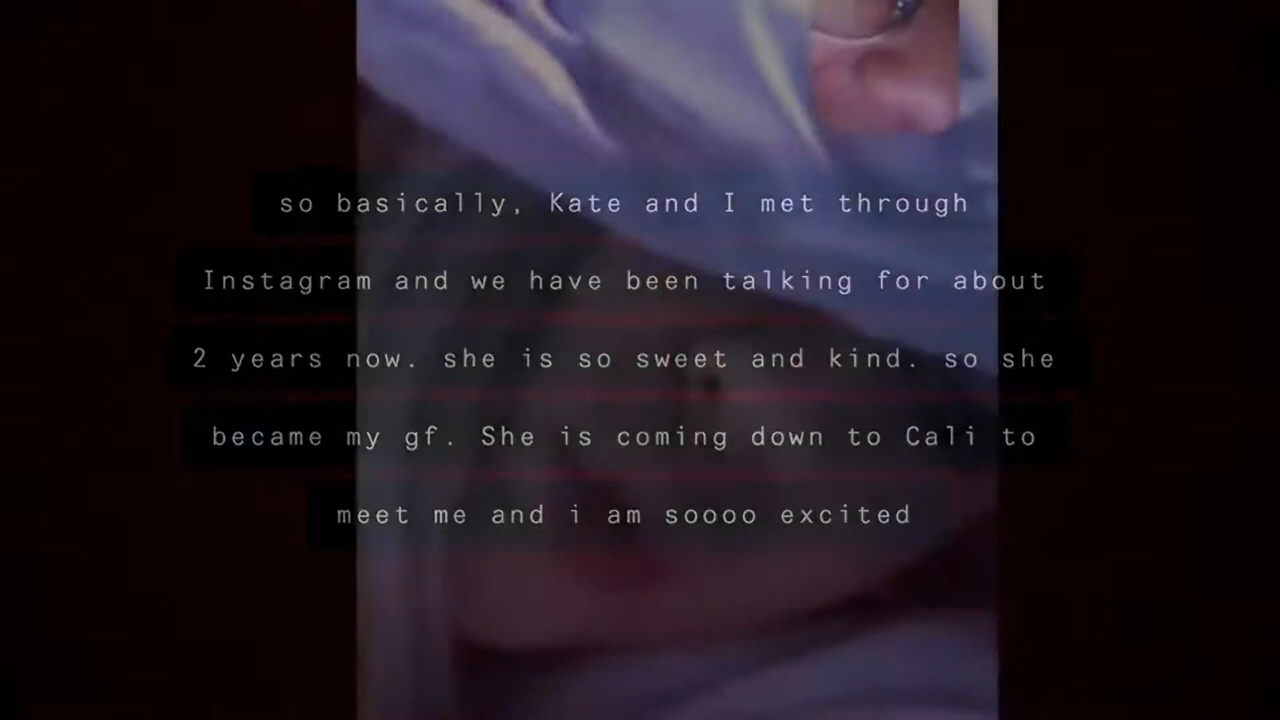 so basically, Kate and I met through
Instagram and we have been talking for about
2 years now. she is so sweet and kind. so she
became my gf. She is coming down to Cali to
meet me and i am soooo excited